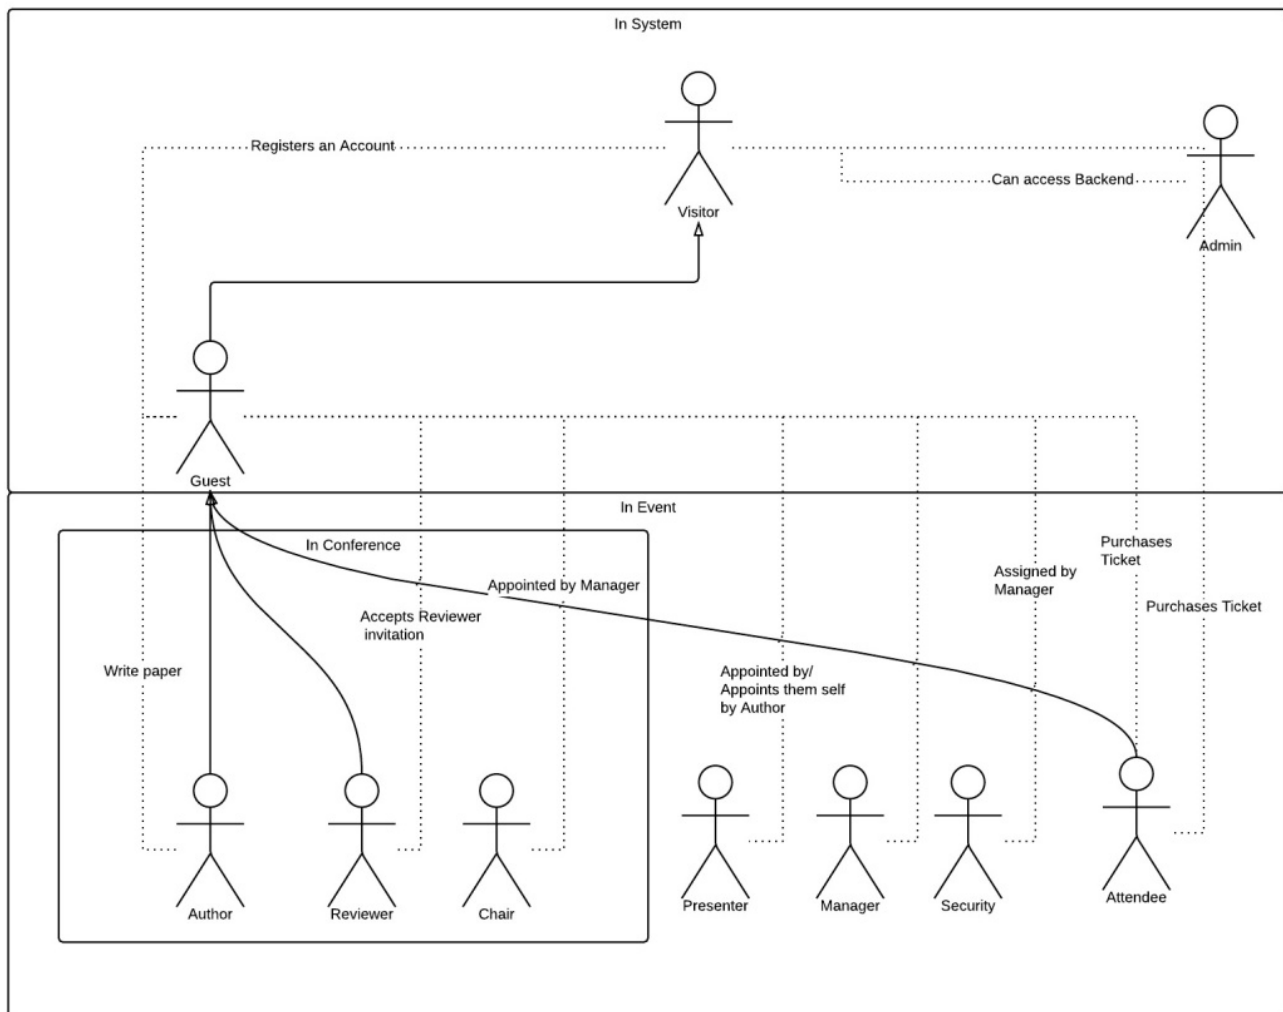 In System
Registers an Account
Can access Backend
Visitor
Admin
Guest
In Event
In Conference
Purchases
Ticket
Appointed by Manager
Assigned by
Manager
Purchases Ticket
Accepts Reviewer
invitation
Write paper
Appointed by/
Appoints them self
by Author
Author
Reviewer
Chair
Presenter
Manager
Security
Attendee